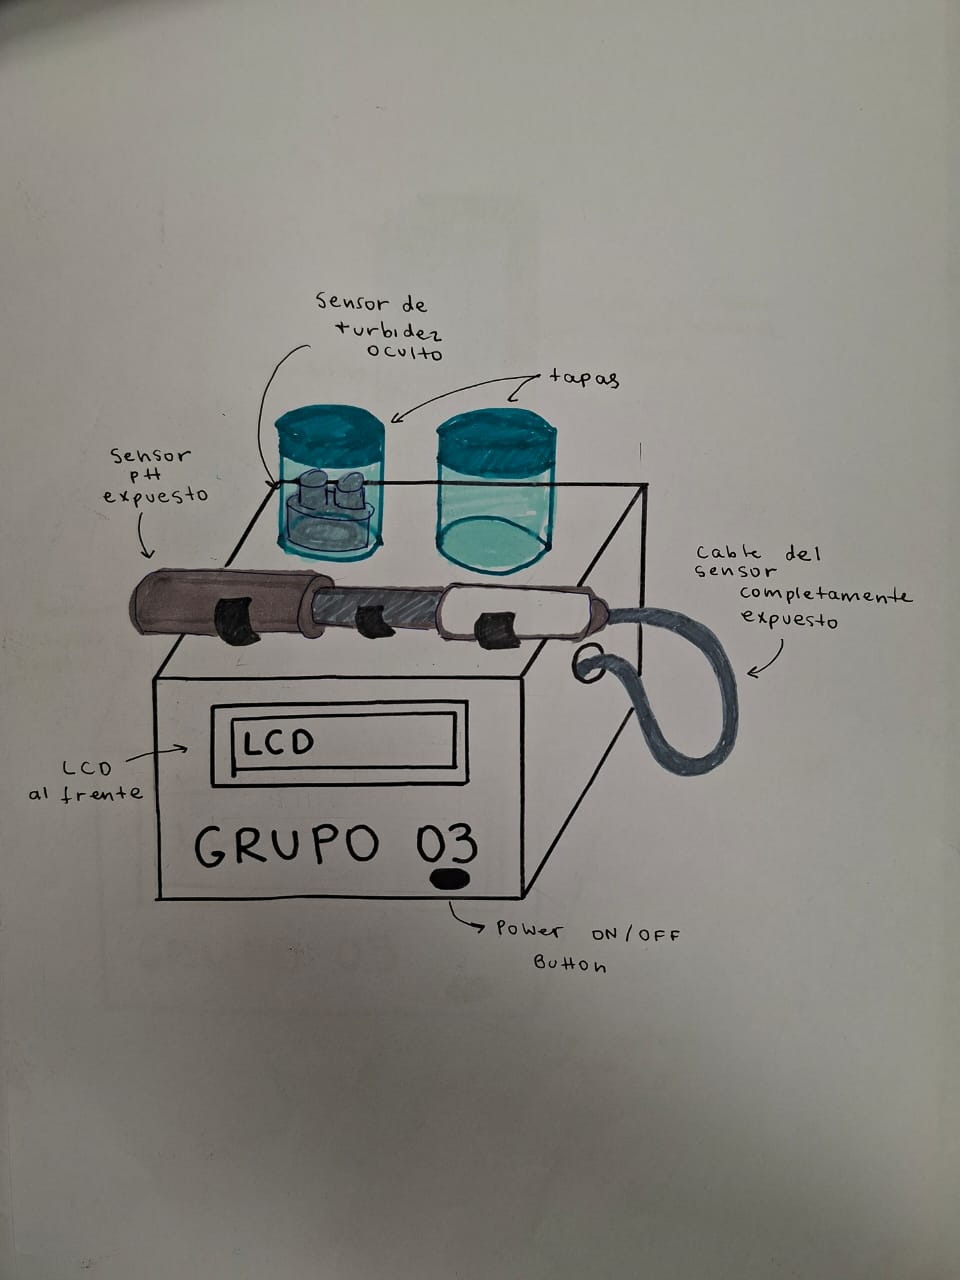 Sensor de
turbidez
oculto
tapas
Sensor
pH
expuesto
Cable del
sensor
completamente
expuesto
LCD
LCD
al frente
GRUPO 03
Power ON/OFF
Button